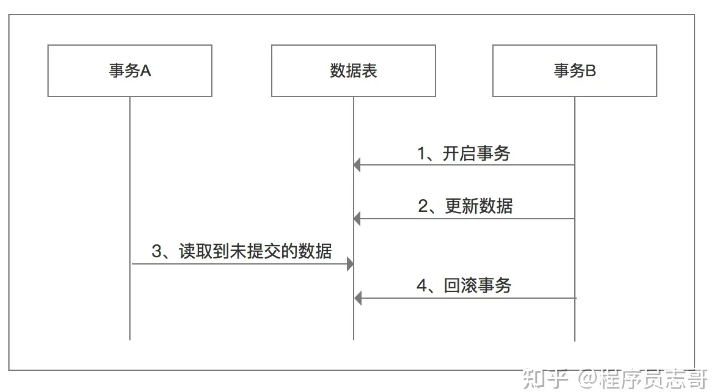 事务A
数据表
事务B
1、开启事务
2、更新数据
3、读取到未提交的数据
4、回滚事务
知乎 @程序员志哥